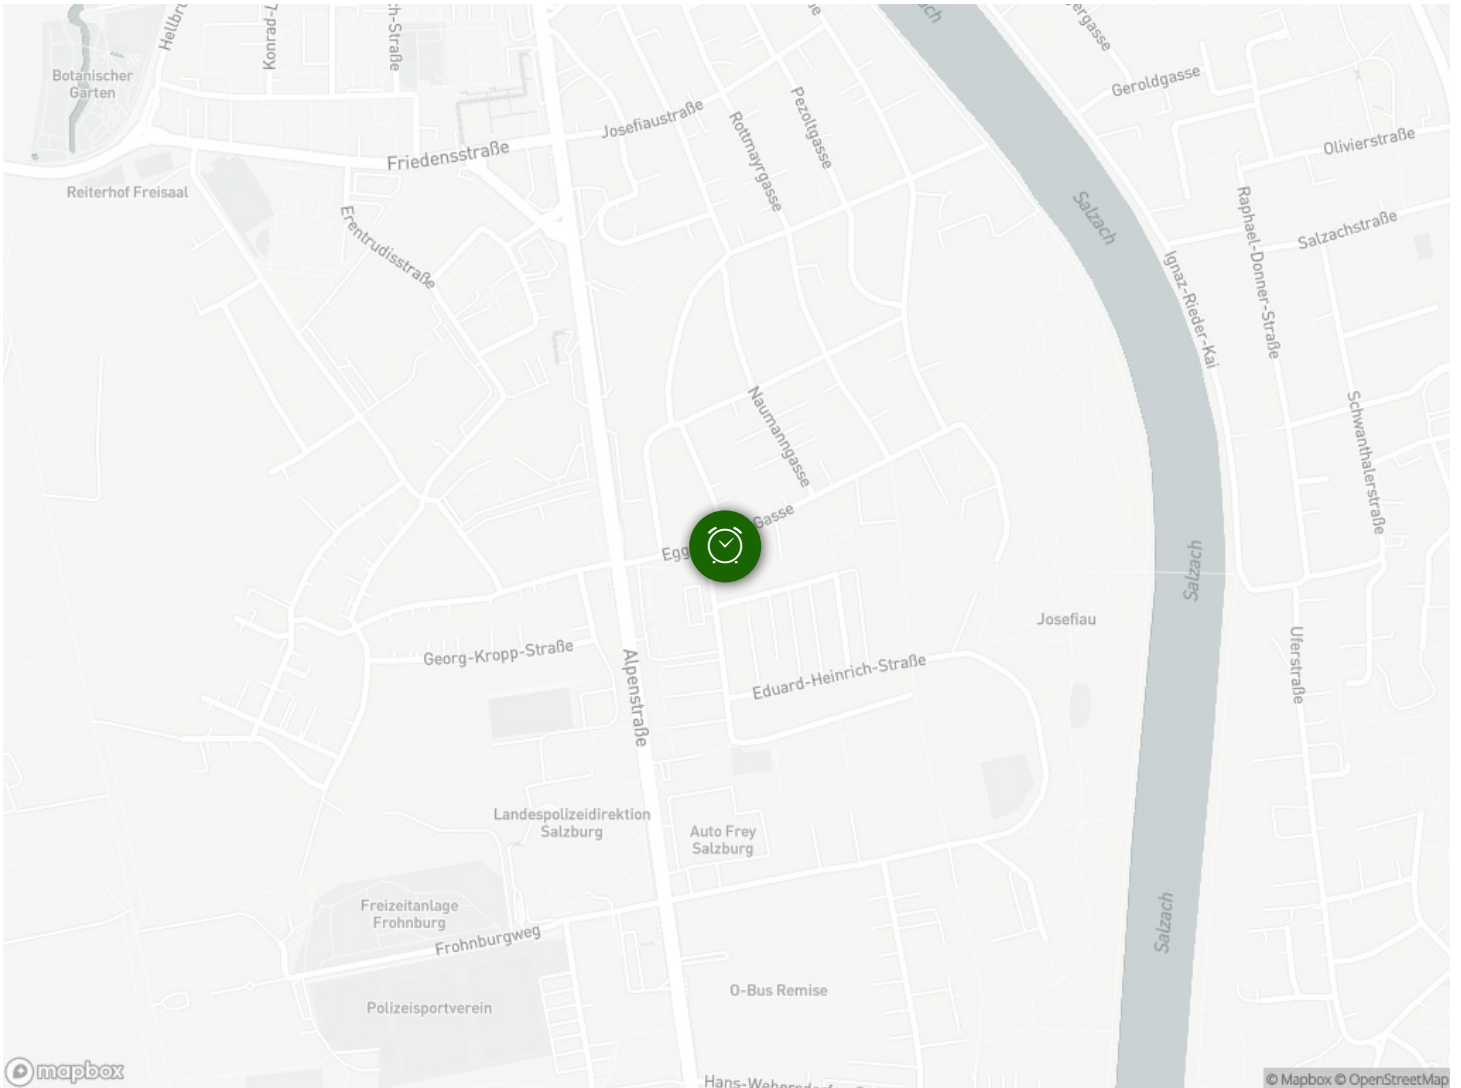 Hellbru
Konrad-L
h-Straße
Botanischer
Garten
Friedensstraße
Josefiaustraße
Rottmayrgasse
Pezoltgasse
Salzach
Geroldgasse
Olivierstraße
Salzachstraße
Raphael-Donner-Straße
Ignaz-Rieder-Kai
Schwanthalerstraße
Reiterhof Freisaal
Erentrudisstraße
Naumanngasse
Egg
Gasse
Salzach
Josefiau
Uferstraße
Georg-Kropp-Straße
Alpenstraße
Eduard-Heinrich-Straße
Landespolizeidirektion
Salzburg
Auto Frey
Salzburg
Freizeitanlage
Frohnburg
Frohnburgweg
Salzach
O-Bus Remise
Polizeisportverein
mapbox
© Mapbox © OpenStreetMap